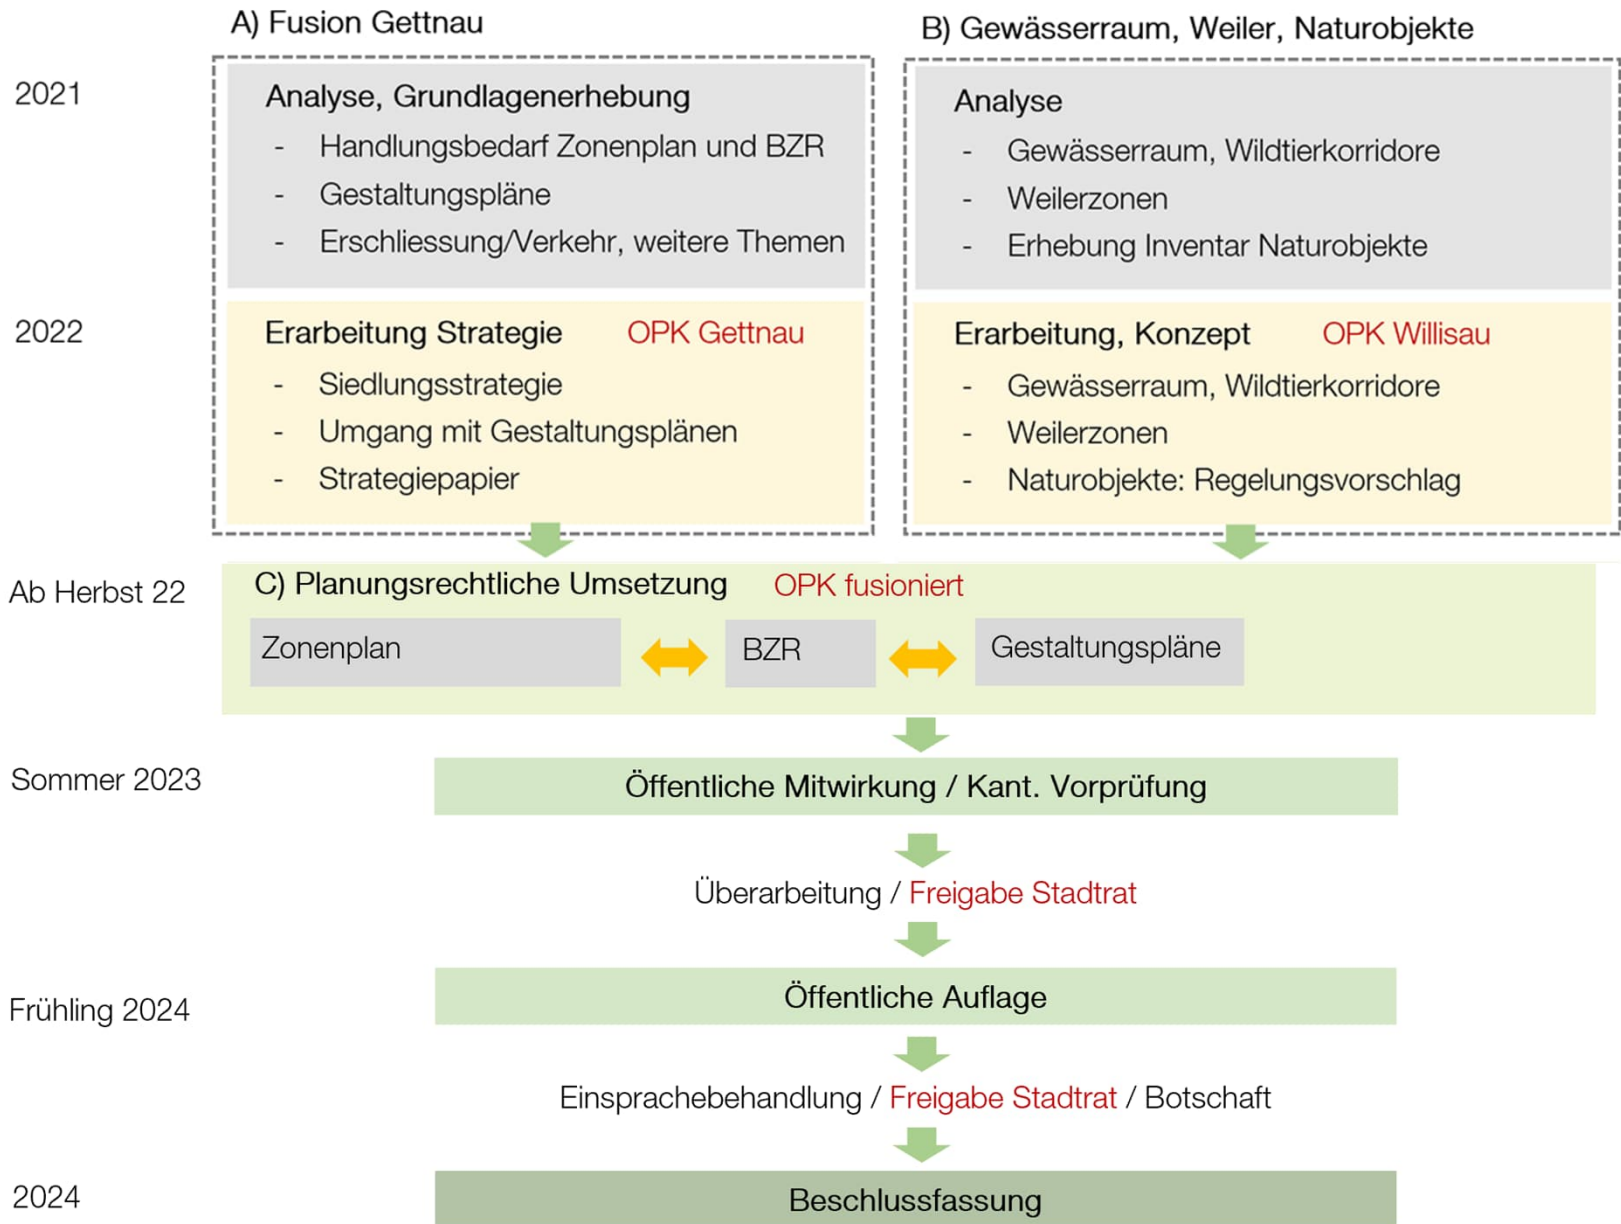 A) Fusion Gettnau
B) Gewässerraum, Weiler, Naturobjekte
2021
Analyse, Grundlagenerhebung
- Handlungsbedarf Zonenplan und BZR
- Gestaltungspläne
- Erschliessung/Verkehr, weitere Themen
Analyse
- Gewässerraum, Wildtierkorridore
- Weilerzonen
- Erhebung Inventar Naturobjekte
2022
Erarbeitung Strategie OPK Gettnau
- Siedlungsstrategie
- Umgang mit Gestaltungsplänen
- Strategiepapier
Erarbeitung, Konzept OPK Willisau
- Gewässerraum, Wildtierkorridore
- Weilerzonen
- Naturobjekte: Regelungsvorschlag
Ab Herbst 22
C) Planungsrechtliche Umsetzung OPK fusioniert
Zonenplan
BZR
Gestaltungspläne
Sommer 2023
Öffentliche Mitwirkung / Kant. Vorprüfung
Überarbeitung / Freigabe Stadtrat
Frühling 2024
Öffentliche Auflage
Einsprachebehandlung / Freigabe Stadtrat / Botschaft
2024
Beschlussfassung